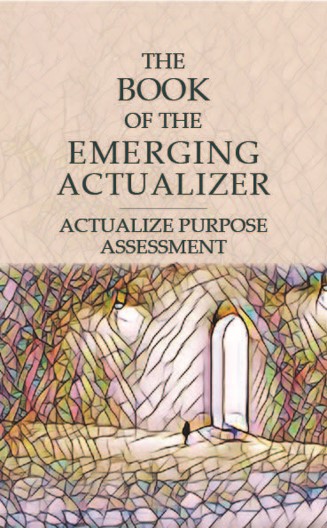 THE
BOOK
OF THE
EMERGING
ACTUALIZER
ACTUALIZE PURPOSE
ASSESSMENT